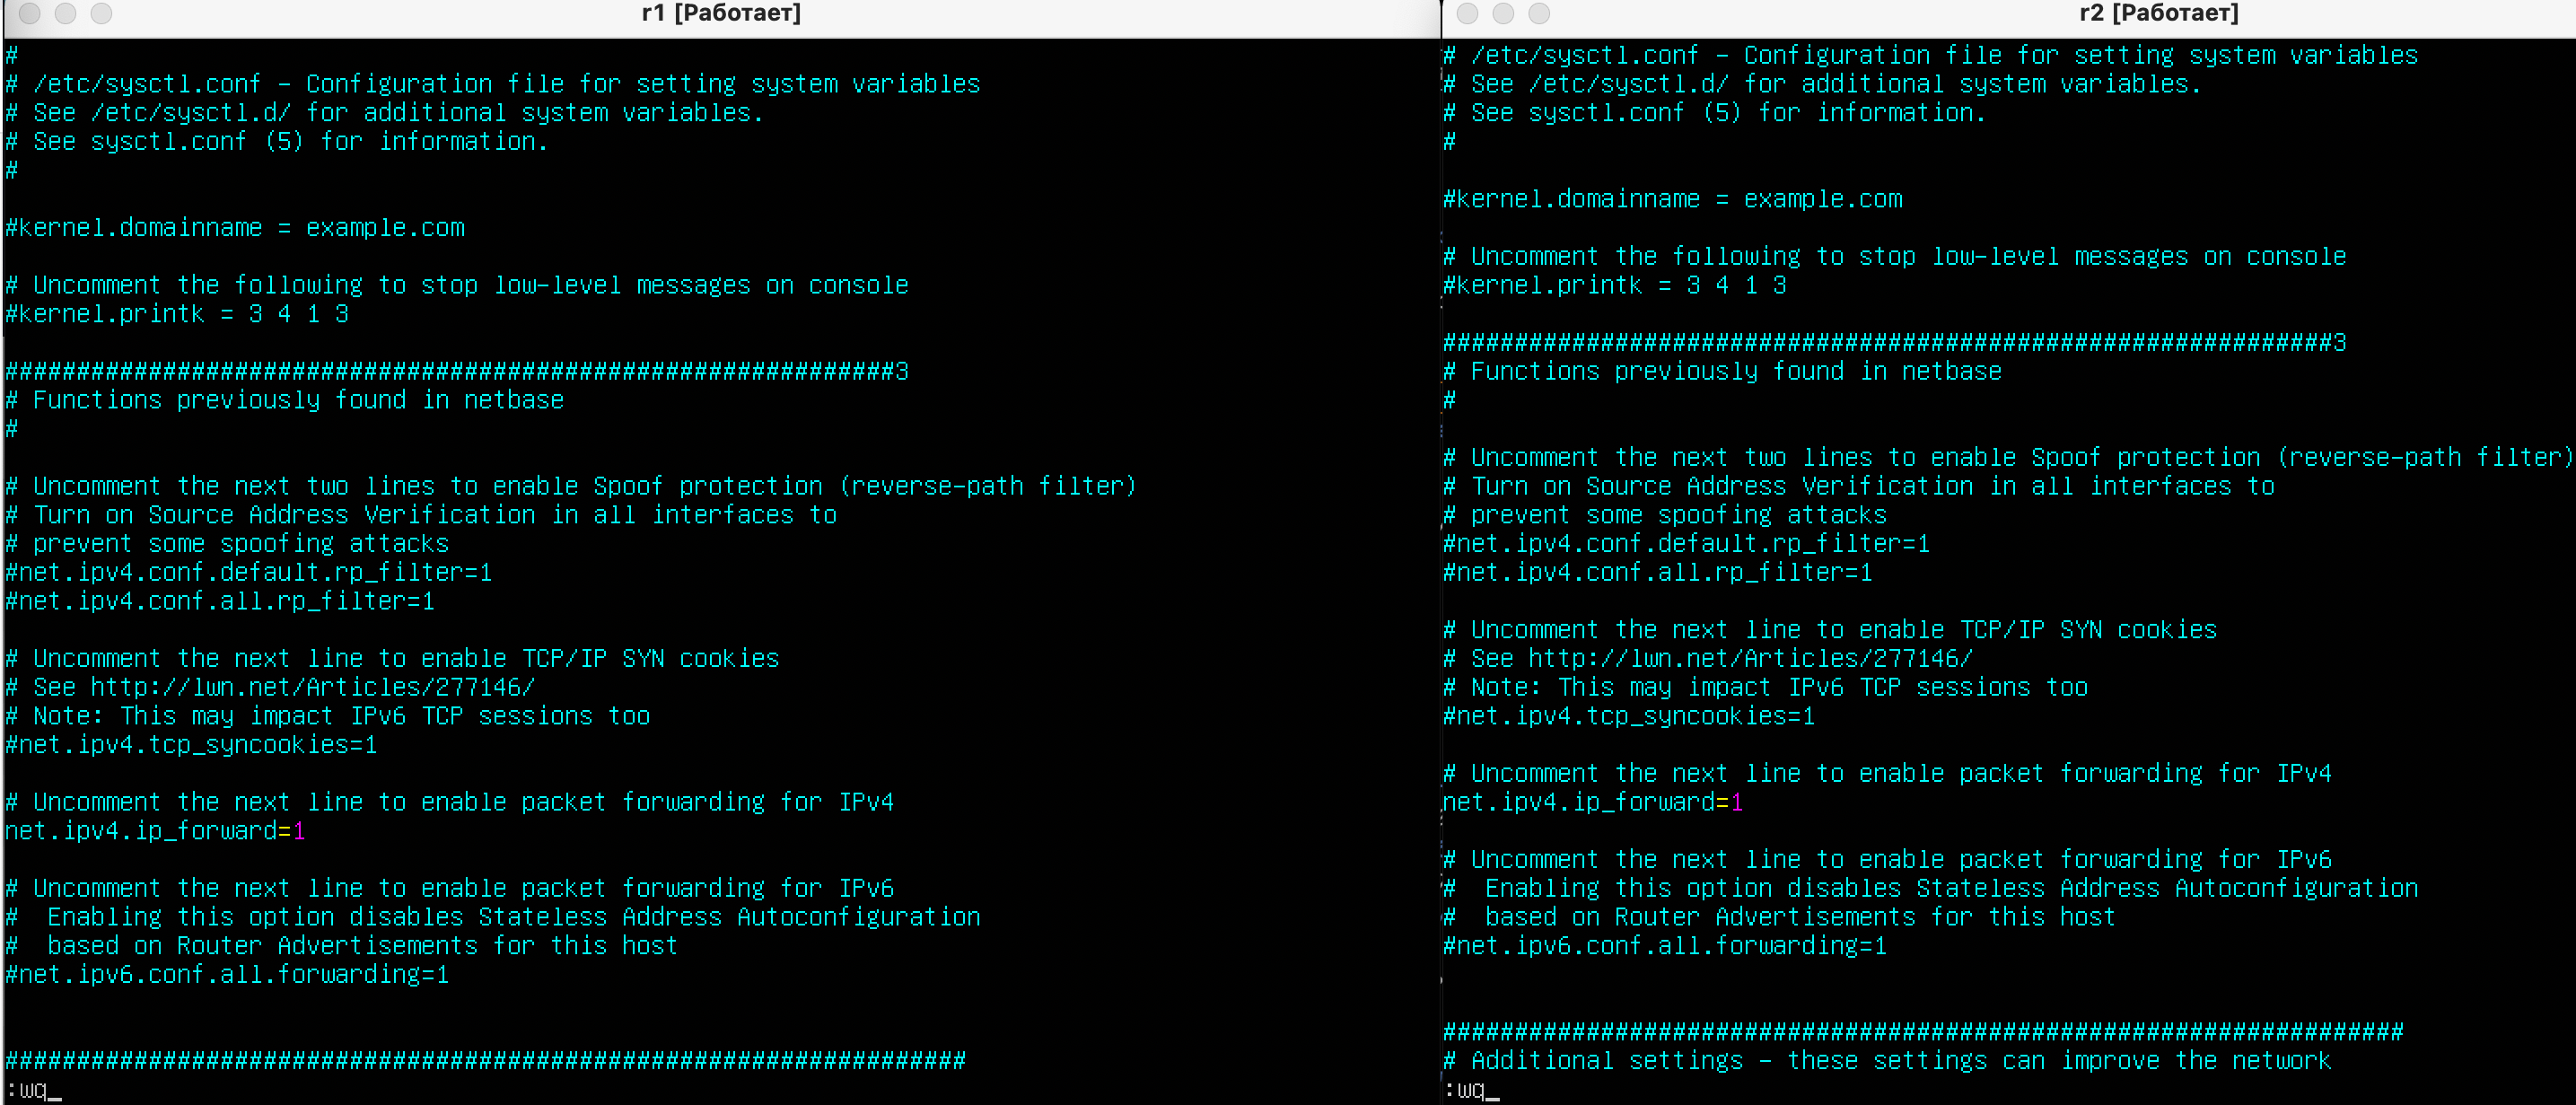 r1 [Работает]
#
# /etc/sysctl.conf - Configuration file for setting system variables
# See /etc/sysctl.d/ for additional system variables.
# See sysctl.conf (5) for information.
#
#kernel.domainname = example.com
# Uncomment the following to stop low-level messages on console
#kernel.printk = 3 4 1 3
##############################################################3
# Functions previously found in netbase
#
# Uncomment the next two lines to enable Spoof protection (reverse-path filter)
# Turn on Source Address Verification in all interfaces to
# prevent some spoofing attacks
#net.ipv4.conf.default.rp_filter=1
#net.ipv4.conf.all.rp_filter=1
# Uncomment the next line to enable TCP/IP SYN cookies
# See http://lwn.net/Articles/277146/
# Note: This may impact IPv6 TCP sessions too
#net.ipv4.tcp_syncookies=1
# Uncomment the next line to enable packet forwarding for IPv4
net.ipv4.ip_forward=1
# Uncomment the next line to enable packet forwarding for IPv6
#  Enabling this option disables Stateless Address Autoconfiguration
#  based on Router Advertisements for this host
#net.ipv6.conf.all.forwarding=1
###################################################################
:wq_
r2 [Работает]
# /etc/sysctl.conf - Configuration file for setting system variables
# See /etc/sysctl.d/ for additional system variables.
# See sysctl.conf (5) for information.
#
#kernel.domainname = example.com
# Uncomment the following to stop low-level messages on console
#kernel.printk = 3 4 1 3
##############################################################3
# Functions previously found in netbase
#
# Uncomment the next two lines to enable Spoof protection (reverse-path filter)
# Turn on Source Address Verification in all interfaces to
# prevent some spoofing attacks
#net.ipv4.conf.default.rp_filter=1
#net.ipv4.conf.all.rp_filter=1
# Uncomment the next line to enable TCP/IP SYN cookies
# See http://lwn.net/Articles/277146/
# Note: This may impact IPv6 TCP sessions too
#net.ipv4.tcp_syncookies=1
# Uncomment the next line to enable packet forwarding for IPv4
net.ipv4.ip_forward=1
# Uncomment the next line to enable packet forwarding for IPv6
#  Enabling this option disables Stateless Address Autoconfiguration
#  based on Router Advertisements for this host
#net.ipv6.conf.all.forwarding=1
###################################################################
# Additional settings - these settings can improve the network
:wq_